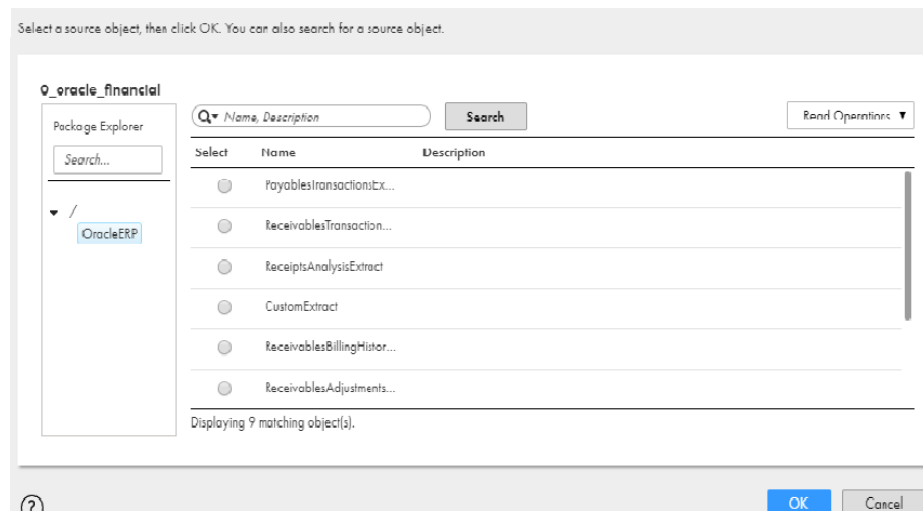 Select a source object, then click OK. You can also search for a source object.
9_oracle_financial
Package Explorer
Search...
/
OracleERP
Name, Description
Search
Read Operations
Select Name Description
PayablesTransactionsEx...
ReceivablesTransaction...
ReceiptsAnalysisExtract
CustomExtract
ReceivablesBillingHistor...
ReceivablesAdjustments...
Displaying 9 matching object(s).
?
OK
Cancel